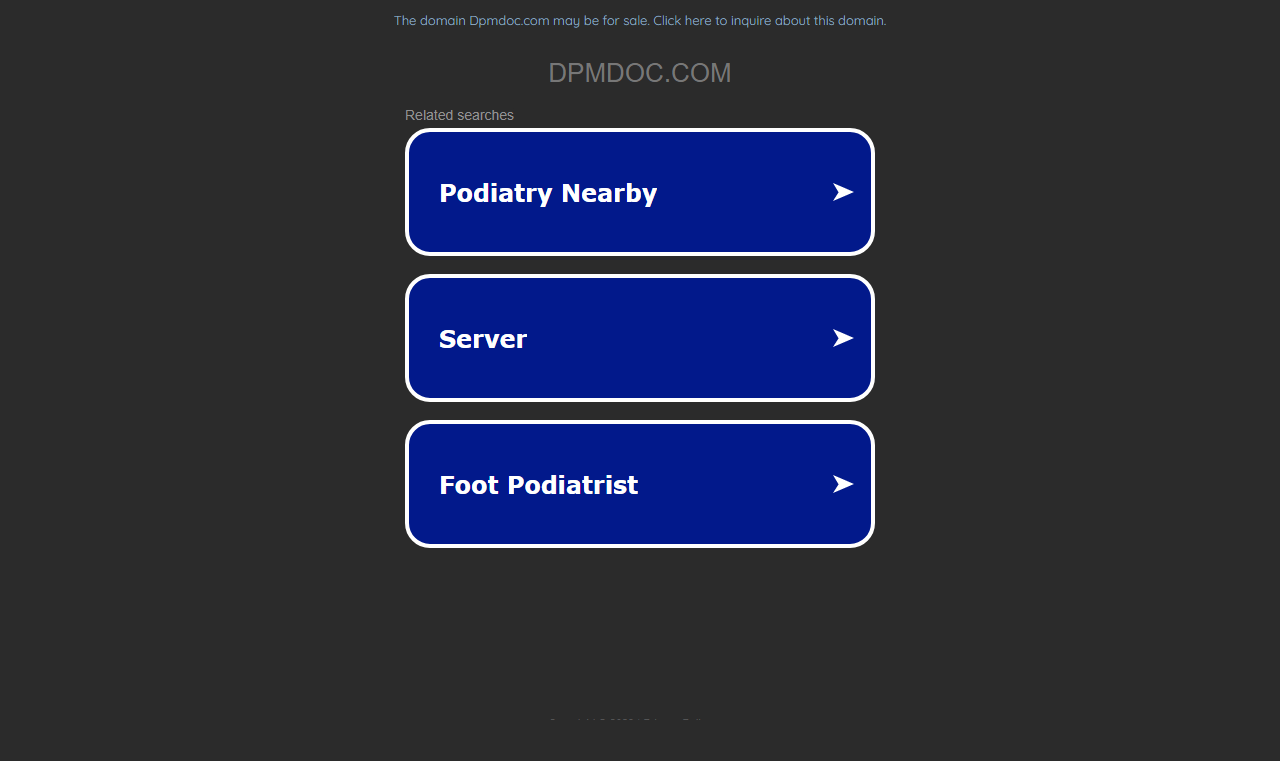 The domain Dpmdoc.com may be for sale. Click here to inquire about this domain.
DPMDOC.COM
Related searches
Podiatry Nearby
Server
Foot Podiatrist